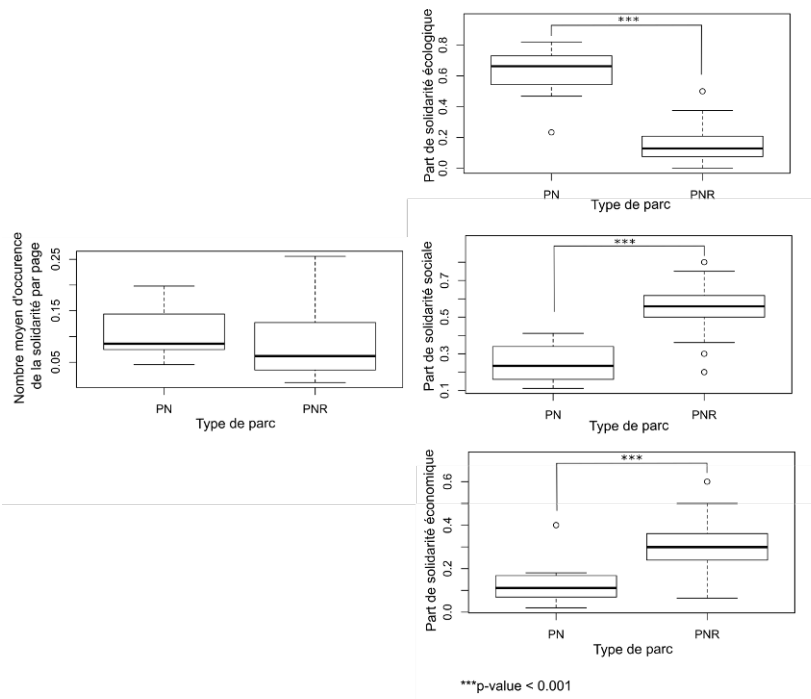 Nombre moyen d'occurence
de la solidarité par page
0.05
0.15
0.25
PN
PNR
Type de parc
Part de solidarité écologique
0.0
0.2
0.4
0.6
0.8
***
PN
PNR
Type de parc
Part de solidarité sociale
0.1
0.3
0.5
0.7
***
PN
PNR
Type de parc
Part de solidarité économique
0.0
0.2
0.4
0.6
***
PN
PNR
Type de parc
***p-value < 0.001